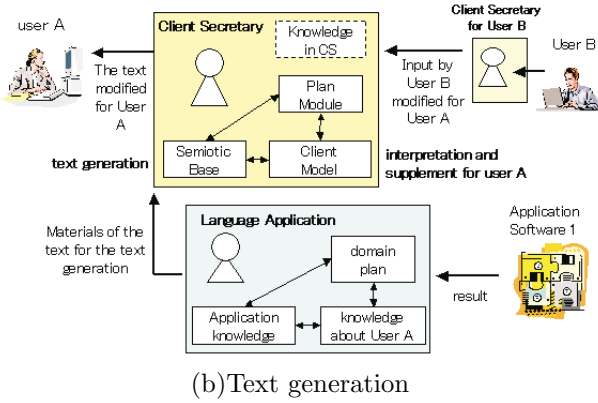 user A
The text
modified
for User
A
Client Secretary
Knowledge
in CS
Plan
Module
Semiotic
Base
Client
Model
text generation
Client Secretary
for User B
User B
Input by
User B
modified for
User A
interpretation and
supplement for user A
Materials of the
text for the text
generation
Language Application
domain
plan
Application
knowledge
knowledge
about User A
result
Application
Software 1
(b)Text generation